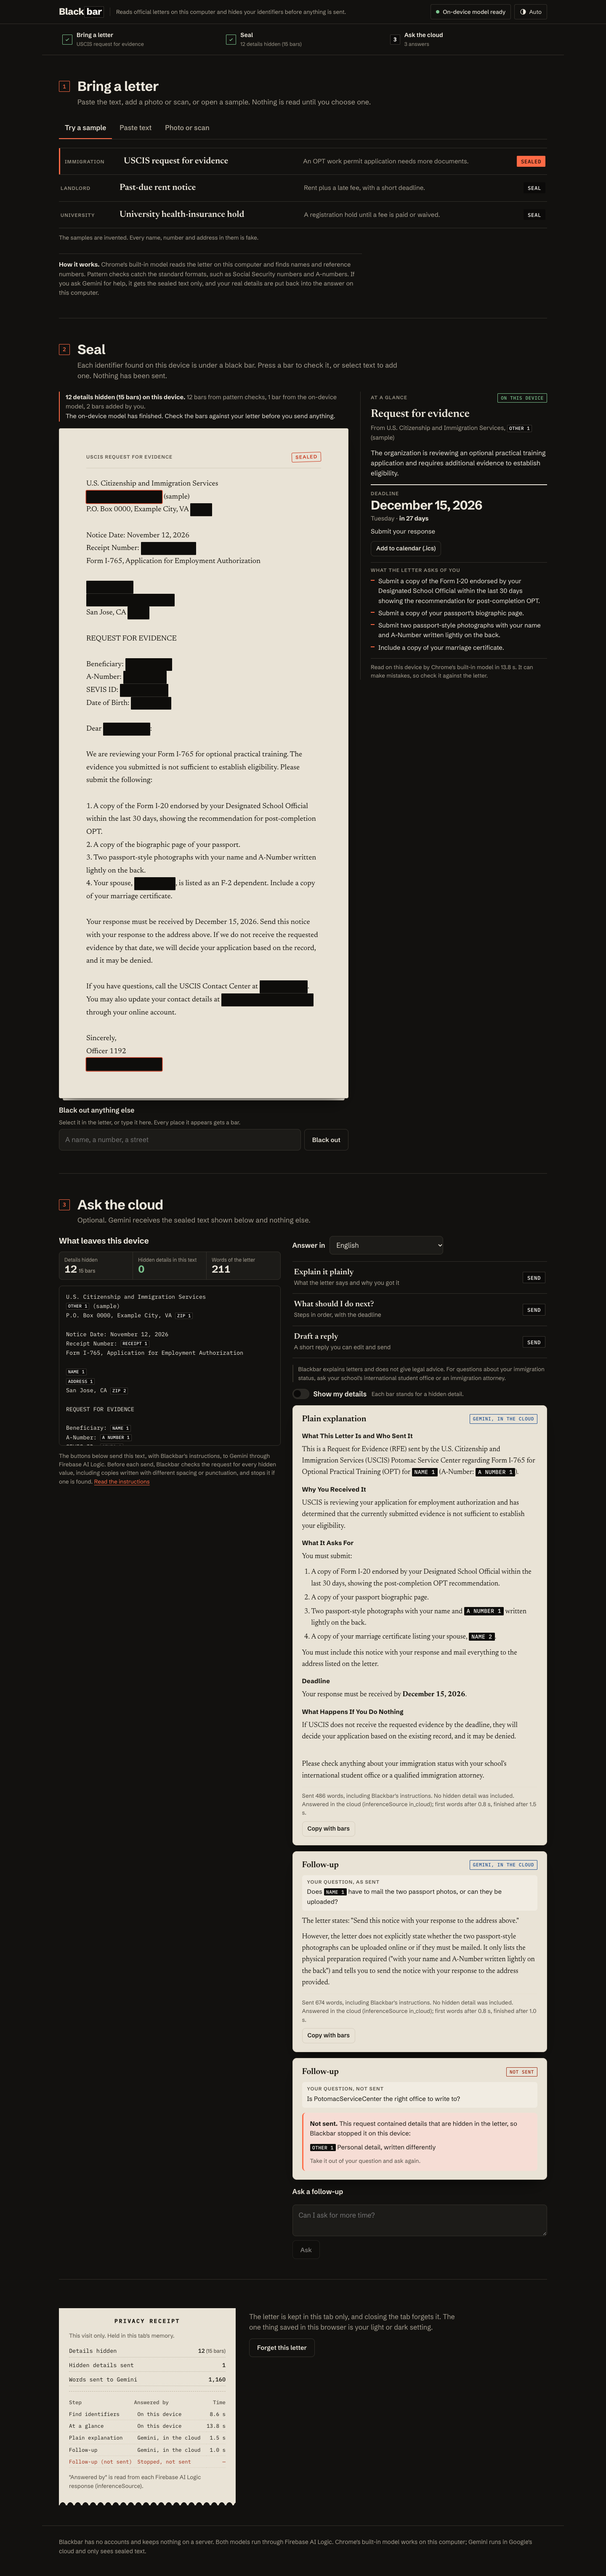 Black bar
Reads official letters on this computer and hides your identifiers before anything is sent.
On-device model ready
Auto
Bring a letter
USCIS request for evidence
Seal
12 details hidden (15 bars)
3
Ask the cloud
3 answers
1
Bring a letter
Paste the text, add a photo or scan, or open a sample. Nothing is read until you choose one.
Try a sample
Paste text
Photo or scan
IMMIGRATION
USCIS request for evidence
An OPT work permit application needs more documents.
SEALED
LANDLORD
Past-due rent notice
Rent plus a late fee, with a short deadline.
SEAL
UNIVERSITY
University health-insurance hold
A registration hold until a fee is paid or waived.
SEAL
The samples are invented. Every name, number and address in them is fake.
How it works. Chrome's built-in model reads the letter on this computer and finds names and reference
numbers. Pattern checks catch the standard formats, such as Social Security numbers and A-numbers. If
you ask Gemini for help, it gets the sealed text only, and your real details are put back into the answer on
this computer.
2
Seal
Each identifier found on this device is under a black bar. Press a bar to check it, or select text to add
one. Nothing has been sent.
12 details hidden (15 bars) on this device. 12 bars from pattern checks, 1 bar from the on-device
model, 2 bars added by you.
The on-device model has finished. Check the bars against your letter before you send anything.
USCIS REQUEST FOR EVIDENCE
SEALED
U.S. Citizenship and Immigration Services
(sample)
P.O. Box 0000, Example City, VA
Notice Date: November 12, 2026
Receipt Number:
Form I-765, Application for Employment Authorization
San Jose, CA
REQUEST FOR EVIDENCE
Beneficiary:
A-Number:
SEVIS ID:
Date of Birth:
Dear :
We are reviewing your Form I-765 for optional practical training. The
evidence you submitted is not sufficient to establish eligibility. Please
submit the following:
1. A copy of the Form I-20 endorsed by your Designated School Official
within the last 30 days, showing the recommendation for post-completion
OPT.
2. A copy of the biographic page of your passport.
3. Two passport-style photographs with your name and A-Number written
lightly on the back.
4. Your spouse, , is listed as an F-2 dependent. Include a copy
of your marriage certificate.
Your response must be received by December 15, 2026. Send this notice
with your response to the address above. If we do not receive the requested
evidence by that date, we will decide your application based on the record,
and it may be denied.
If you have questions, call the USCIS Contact Center at .
You may also update your contact details at
through your online account.
Sincerely,
Officer 1192
Black out anything else
Select it in the letter, or type it here. Every place it appears gets a bar.
A name, a number, a street
Black out
AT A GLANCE
ON THIS DEVICE
Request for evidence
From U.S. Citizenship and Immigration Services, OTHER 1
(sample)
The organization is reviewing an optional practical training
application and requires additional evidence to establish
eligibility.
DEADLINE
December 15, 2026
Tuesday · in 27 days
Submit your response
Add to calendar (.ics)
WHAT THE LETTER ASKS OF YOU
Submit a copy of the Form I-20 endorsed by your
Designated School Official within the last 30 days
showing the recommendation for post-completion OPT.
Submit a copy of your passport's biographic page.
Submit two passport-style photographs with your name
and A-Number written lightly on the back.
Include a copy of your marriage certificate.
Read on this device by Chrome's built-in model in 13.8 s. It can
make mistakes, so check it against the letter.
3
Ask the cloud
Optional. Gemini receives the sealed text shown below and nothing else.
What leaves this device
Details hidden
12 15 bars
Hidden details in this text
0
Words of the letter
211
U.S. Citizenship and Immigration Services
OTHER 1 (sample)
P.O. Box 0000, Example City, VA ZIP 1
Notice Date: November 12, 2026
Receipt Number: RECEIPT 1
Form I-765, Application for Employment Authorization
NAME 1
ADDRESS 1
San Jose, CA ZIP 2
REQUEST FOR EVIDENCE
Beneficiary: NAME 1
A-Number: A NUMBER 1
The buttons below send this text, with Blackbar's instructions, to Gemini through
Firebase AI Logic. Before each send, Blackbar checks the request for every hidden
value, including copies written with different spacing or punctuation, and stops it if
one is found. Read the instructions
Answer in
English
Explain it plainly
What the letter says and why you got it
SEND
What should I do next?
Steps in order, with the deadline
SEND
Draft a reply
A short reply you can edit and send
SEND
Blackbar explains letters and does not give legal advice. For questions about your immigration
status, ask your school's international student office or an immigration attorney.
Show my details
Each bar stands for a hidden detail.
Plain explanation
GEMINI, IN THE CLOUD
What This Letter Is and Who Sent It
This is a Request for Evidence (RFE) sent by the U.S. Citizenship and
Immigration Services (USCIS) Potomac Service Center regarding Form I-765 for
Optional Practical Training (OPT) for NAME 1 (A-Number: A NUMBER 1)
Why You Received It
USCIS is reviewing your application for employment authorization and has
determined that the currently submitted evidence is not sufficient to establish
your eligibility.
What It Asks For
You must submit:
1. A copy of Form I-20 endorsed by your Designated School Official within the
last 30 days, showing the post-completion OPT recommendation.
2. A copy of your passport biographic page.
3. Two passport-style photographs with your name and A NUMBER 1 written
lightly on the back.
4. A copy of your marriage certificate listing your spouse, NAME 2
You must include this notice with your response and mail everything to the
address listed on the letter.
Deadline
Your response must be received by December 15, 2026.
What Happens If You Do Nothing
If USCIS does not receive the requested evidence by the deadline, they will
decide your application based on the existing record, and it may be denied.
Please check anything about your immigration status with your school's
international student office or a qualified immigration attorney.
Sent 486 words, including Blackbar's instructions. No hidden detail was included.
Answered in the cloud (inferenceSource in_cloud); first words after 0.8 s, finished after 1.5
s.
Copy with bars
Follow-up
GEMINI, IN THE CLOUD
YOUR QUESTION, AS SENT
Does NAME 1 have to mail the two passport photos, or can they be
uploaded?
The letter states: "Send this notice with your response to the address above."
However, the letter does not explicitly state whether the two passport-style
photographs can be uploaded online or if they must be mailed. It only lists the
physical preparation required ("with your name and A-Number written lightly on
the back") and tells you to send the notice with your response to the address
provided.
Sent 674 words, including Blackbar's instructions. No hidden detail was included.
Answered in the cloud (inferenceSource in_cloud); first words after 0.8 s, finished after 1.0
s.
Copy with bars
Follow-up
NOT SENT
YOUR QUESTION, NOT SENT
Is PotomacServiceCenter the right office to write to?
Not sent. This request contained details that are hidden in the letter, so
Blackbar stopped it on this device:
OTHER 1 Personal detail, written differently
Take it out of your question and ask again.
Ask a follow-up
Can I ask for more time?
Ask
PRIVACY RECEIPT
This visit only. Held in this tab's memory.
Details hidden 12 (15 bars)
Hidden details sent 1
Words sent to Gemini 1,160
Step Answered by Time
Find identifiers On this device 8.6 s
At a glance On this device 13.8 s
Plain explanation Gemini, in the cloud 1.5 s
Follow-up Gemini, in the cloud 1.0 s
Follow-up (not sent) Stopped, not sent —
"Answered by" is read from each Firebase AI Logic
response (inferenceSource).
The letter is kept in this tab only, and closing the tab forgets it. The
one thing saved in this browser is your light or dark setting.
Forget this letter
Blackbar has no accounts and keeps nothing on a server. Both models run through Firebase AI Logic. Chrome's built-in model works on this computer; Gemini runs in Google's
cloud and only sees sealed text.